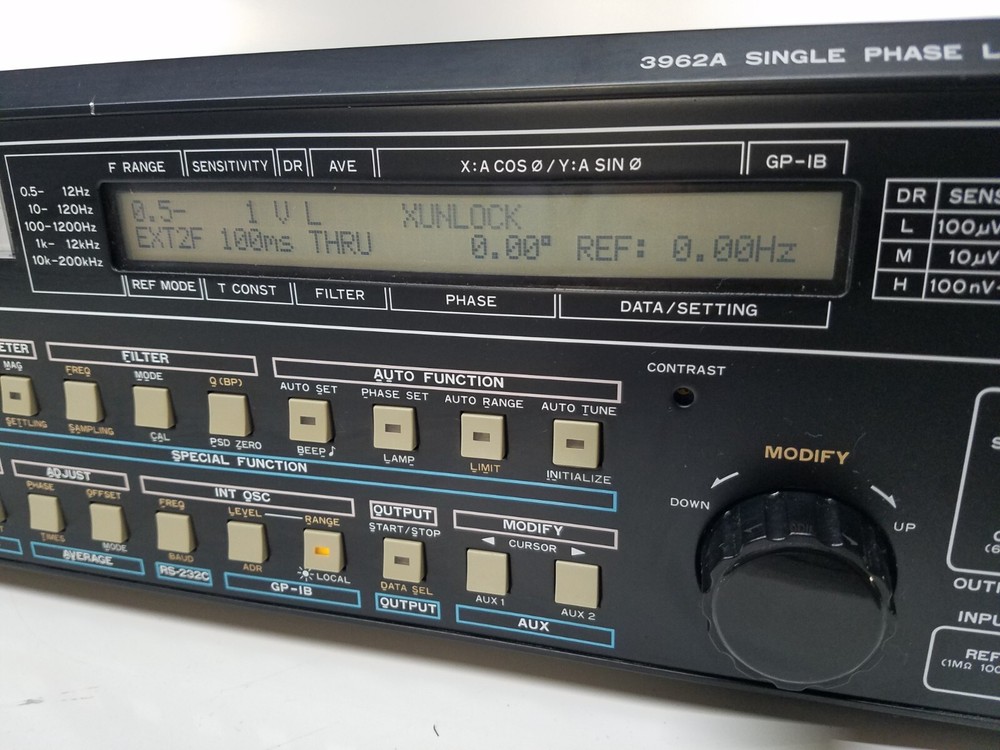 3962A SINGLE PHASE
F RANGE SENSITIVITY DR AVE X:A COS Ø/Y:A SIN Ø GP-IB
0.5- 12Hz
10- 120Hz
100-1200Hz
1k- 12kHz
10k-200kHz
0.5- 1 V L XUNLOCK
EXT2F 100ms THRU 0.00° REF: 0.00Hz
REF MODE T CONST FILTER PHASE DATA/SETTING
DR SENS
L 100μV
M 10μV
H 100nV-
ETER FILTER AUTO FUNCTION
MAG FREQ MODE Q(BP) AUTO SET PHASE SET AUTO RANGE AUTO TUNE
SETTLING SAMPLING CAL PSD ZERO BEEP♪ LAMP LIMIT INITIALIZE
SPECIAL FUNCTION
CONTRAST
MODIFY
DOWN UP
ADJUST INT OSC OUTPUT MODIFY
PHASE OFFSET FREQ LEVEL RANGE START/STOP ◄ CURSOR ►
TIMES MODE BAUD ADR LOCAL DATA SEL AUX 1 AUX 2
AVERAGE RS-232C GP-IB OUTPUT AUX
REF
(1MΩ 100